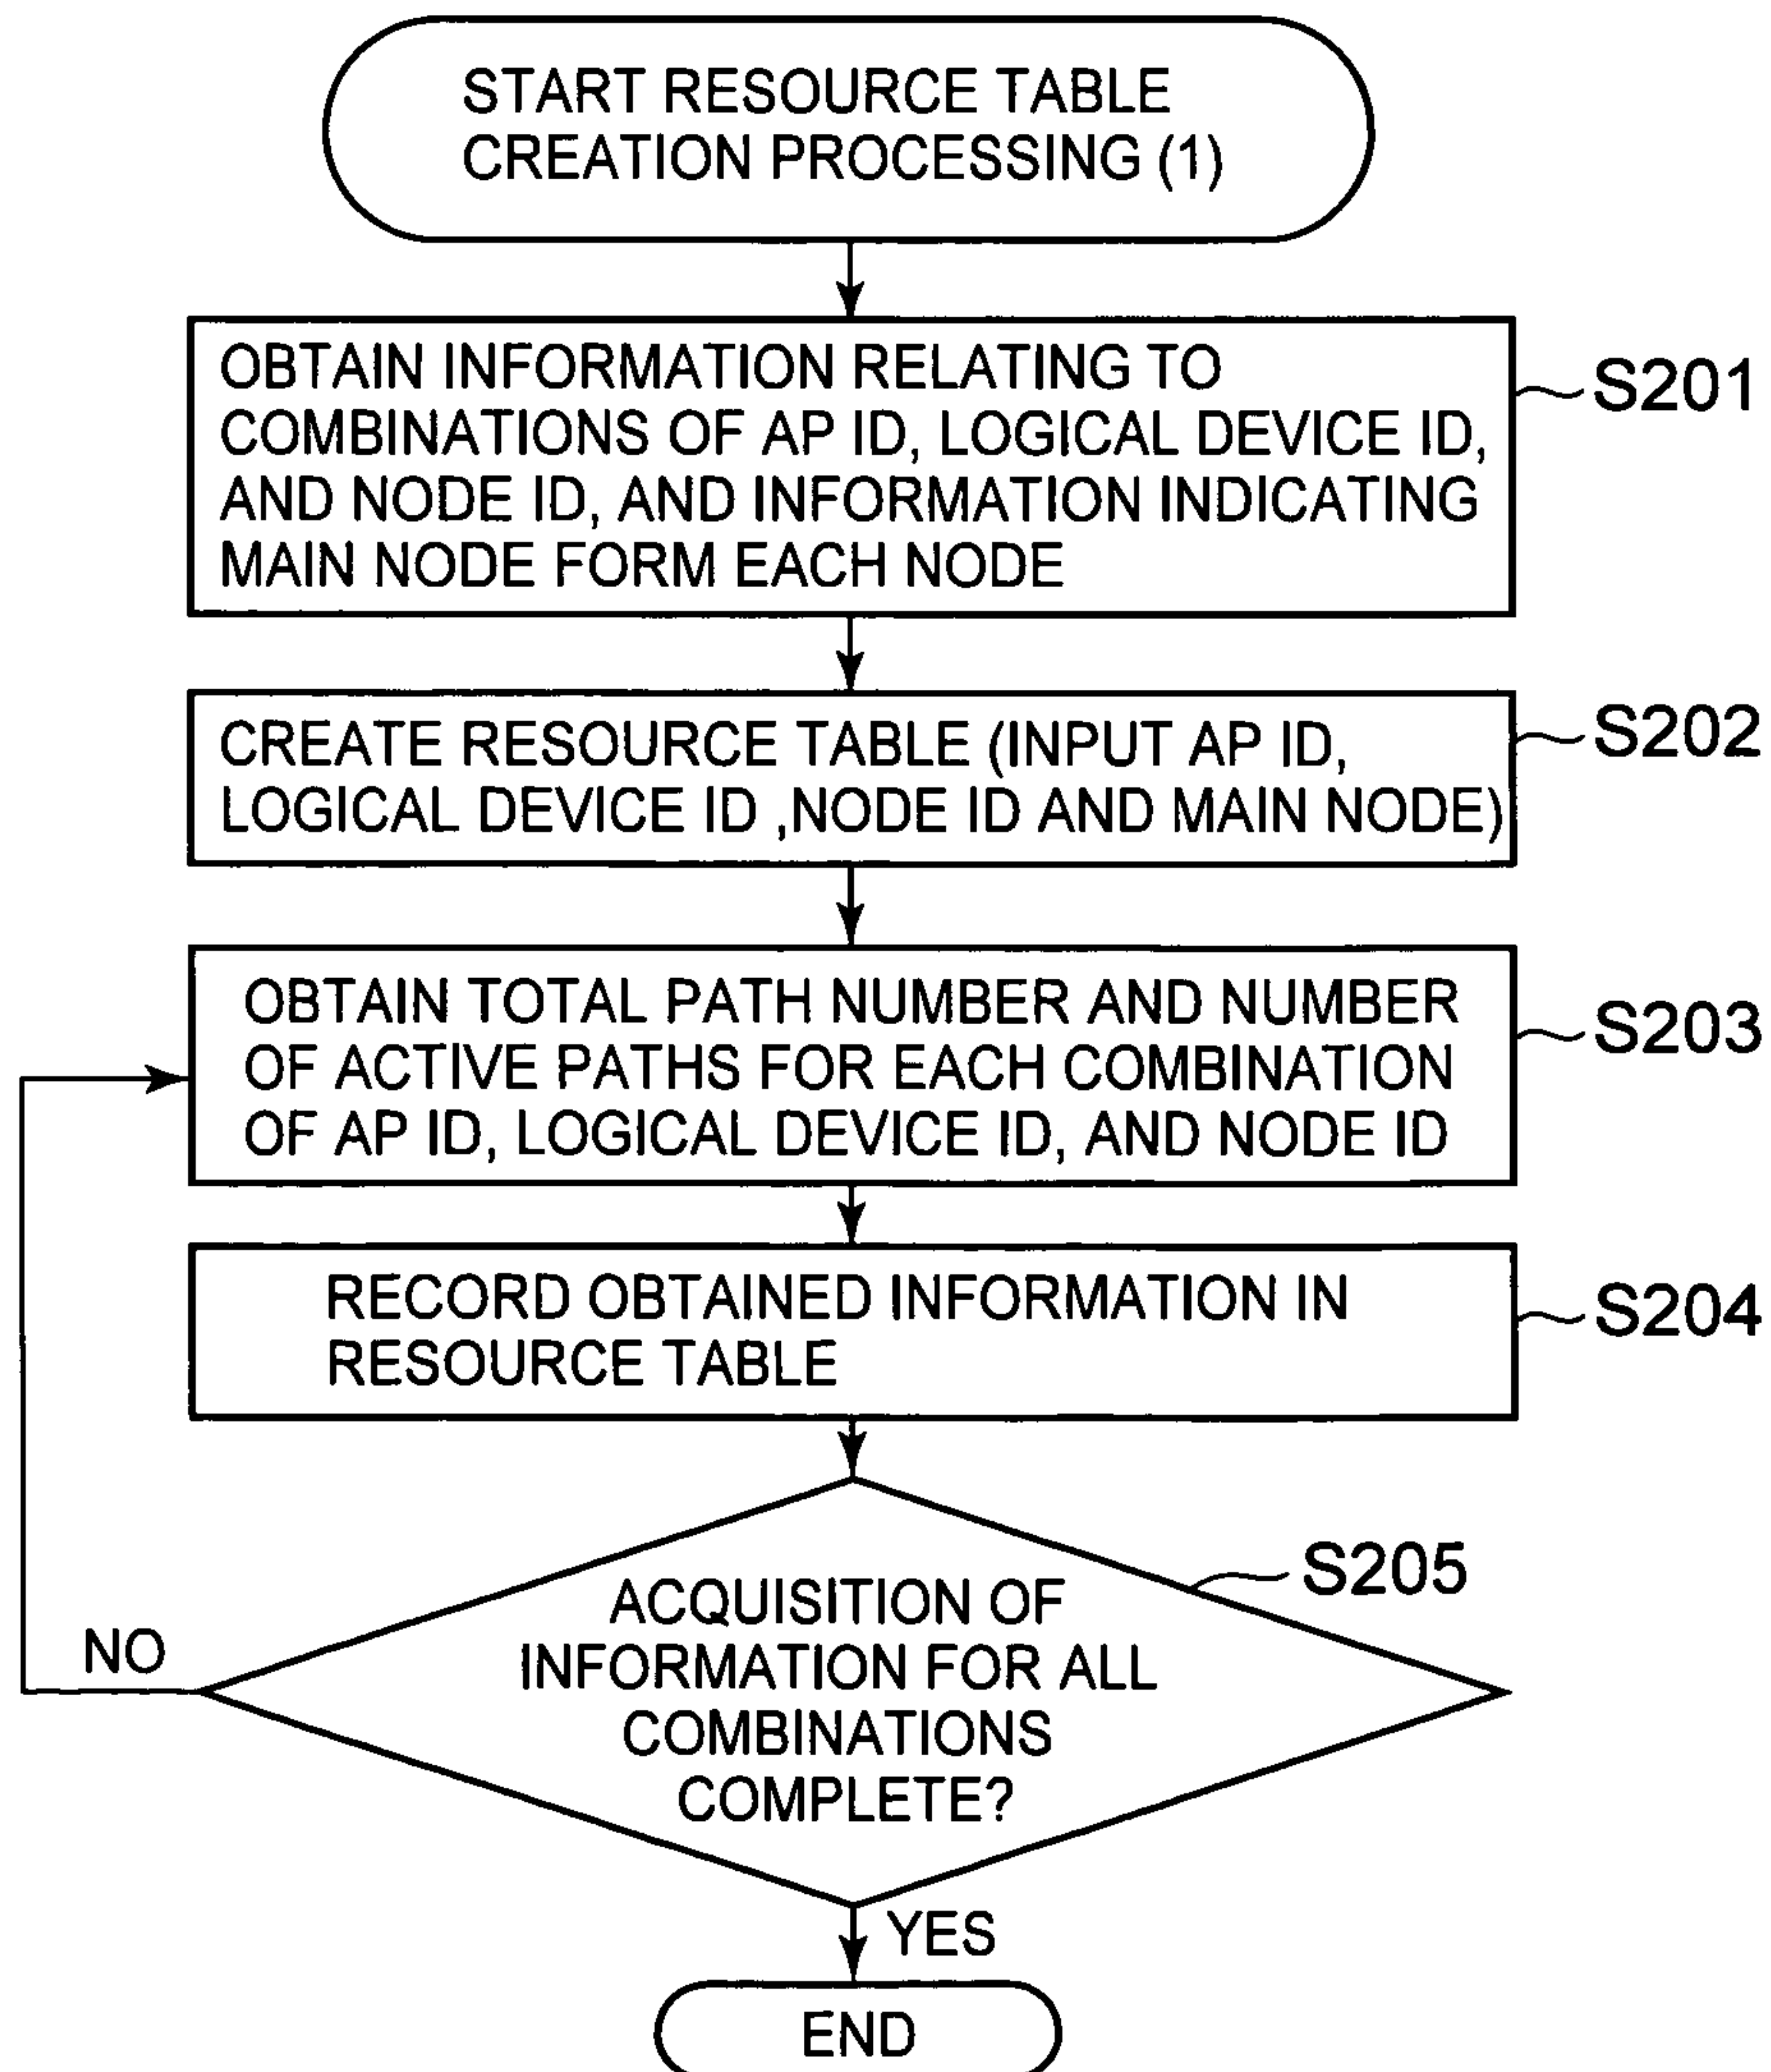 START RESOURCE TABLE
CREATION PROCESSING (1)
OBTAIN INFORMATION RELATING TO
COMBINATIONS OF AP ID, LOGICAL DEVICE ID,
AND NODE ID, AND INFORMATION INDICATING
MAIN NODE FORM EACH NODE
S201
CREATE RESOURCE TABLE (INPUT AP ID,
LOGICAL DEVICE ID ,NODE ID AND MAIN NODE)
S202
OBTAIN TOTAL PATH NUMBER AND NUMBER
OF ACTIVE PATHS FOR EACH COMBINATION
OF AP ID, LOGICAL DEVICE ID, AND NODE ID
S203
RECORD OBTAINED INFORMATION IN
RESOURCE TABLE
S204
ACQUISITION OF
INFORMATION FOR ALL
COMBINATIONS
COMPLETE?
S205
NO
YES
END